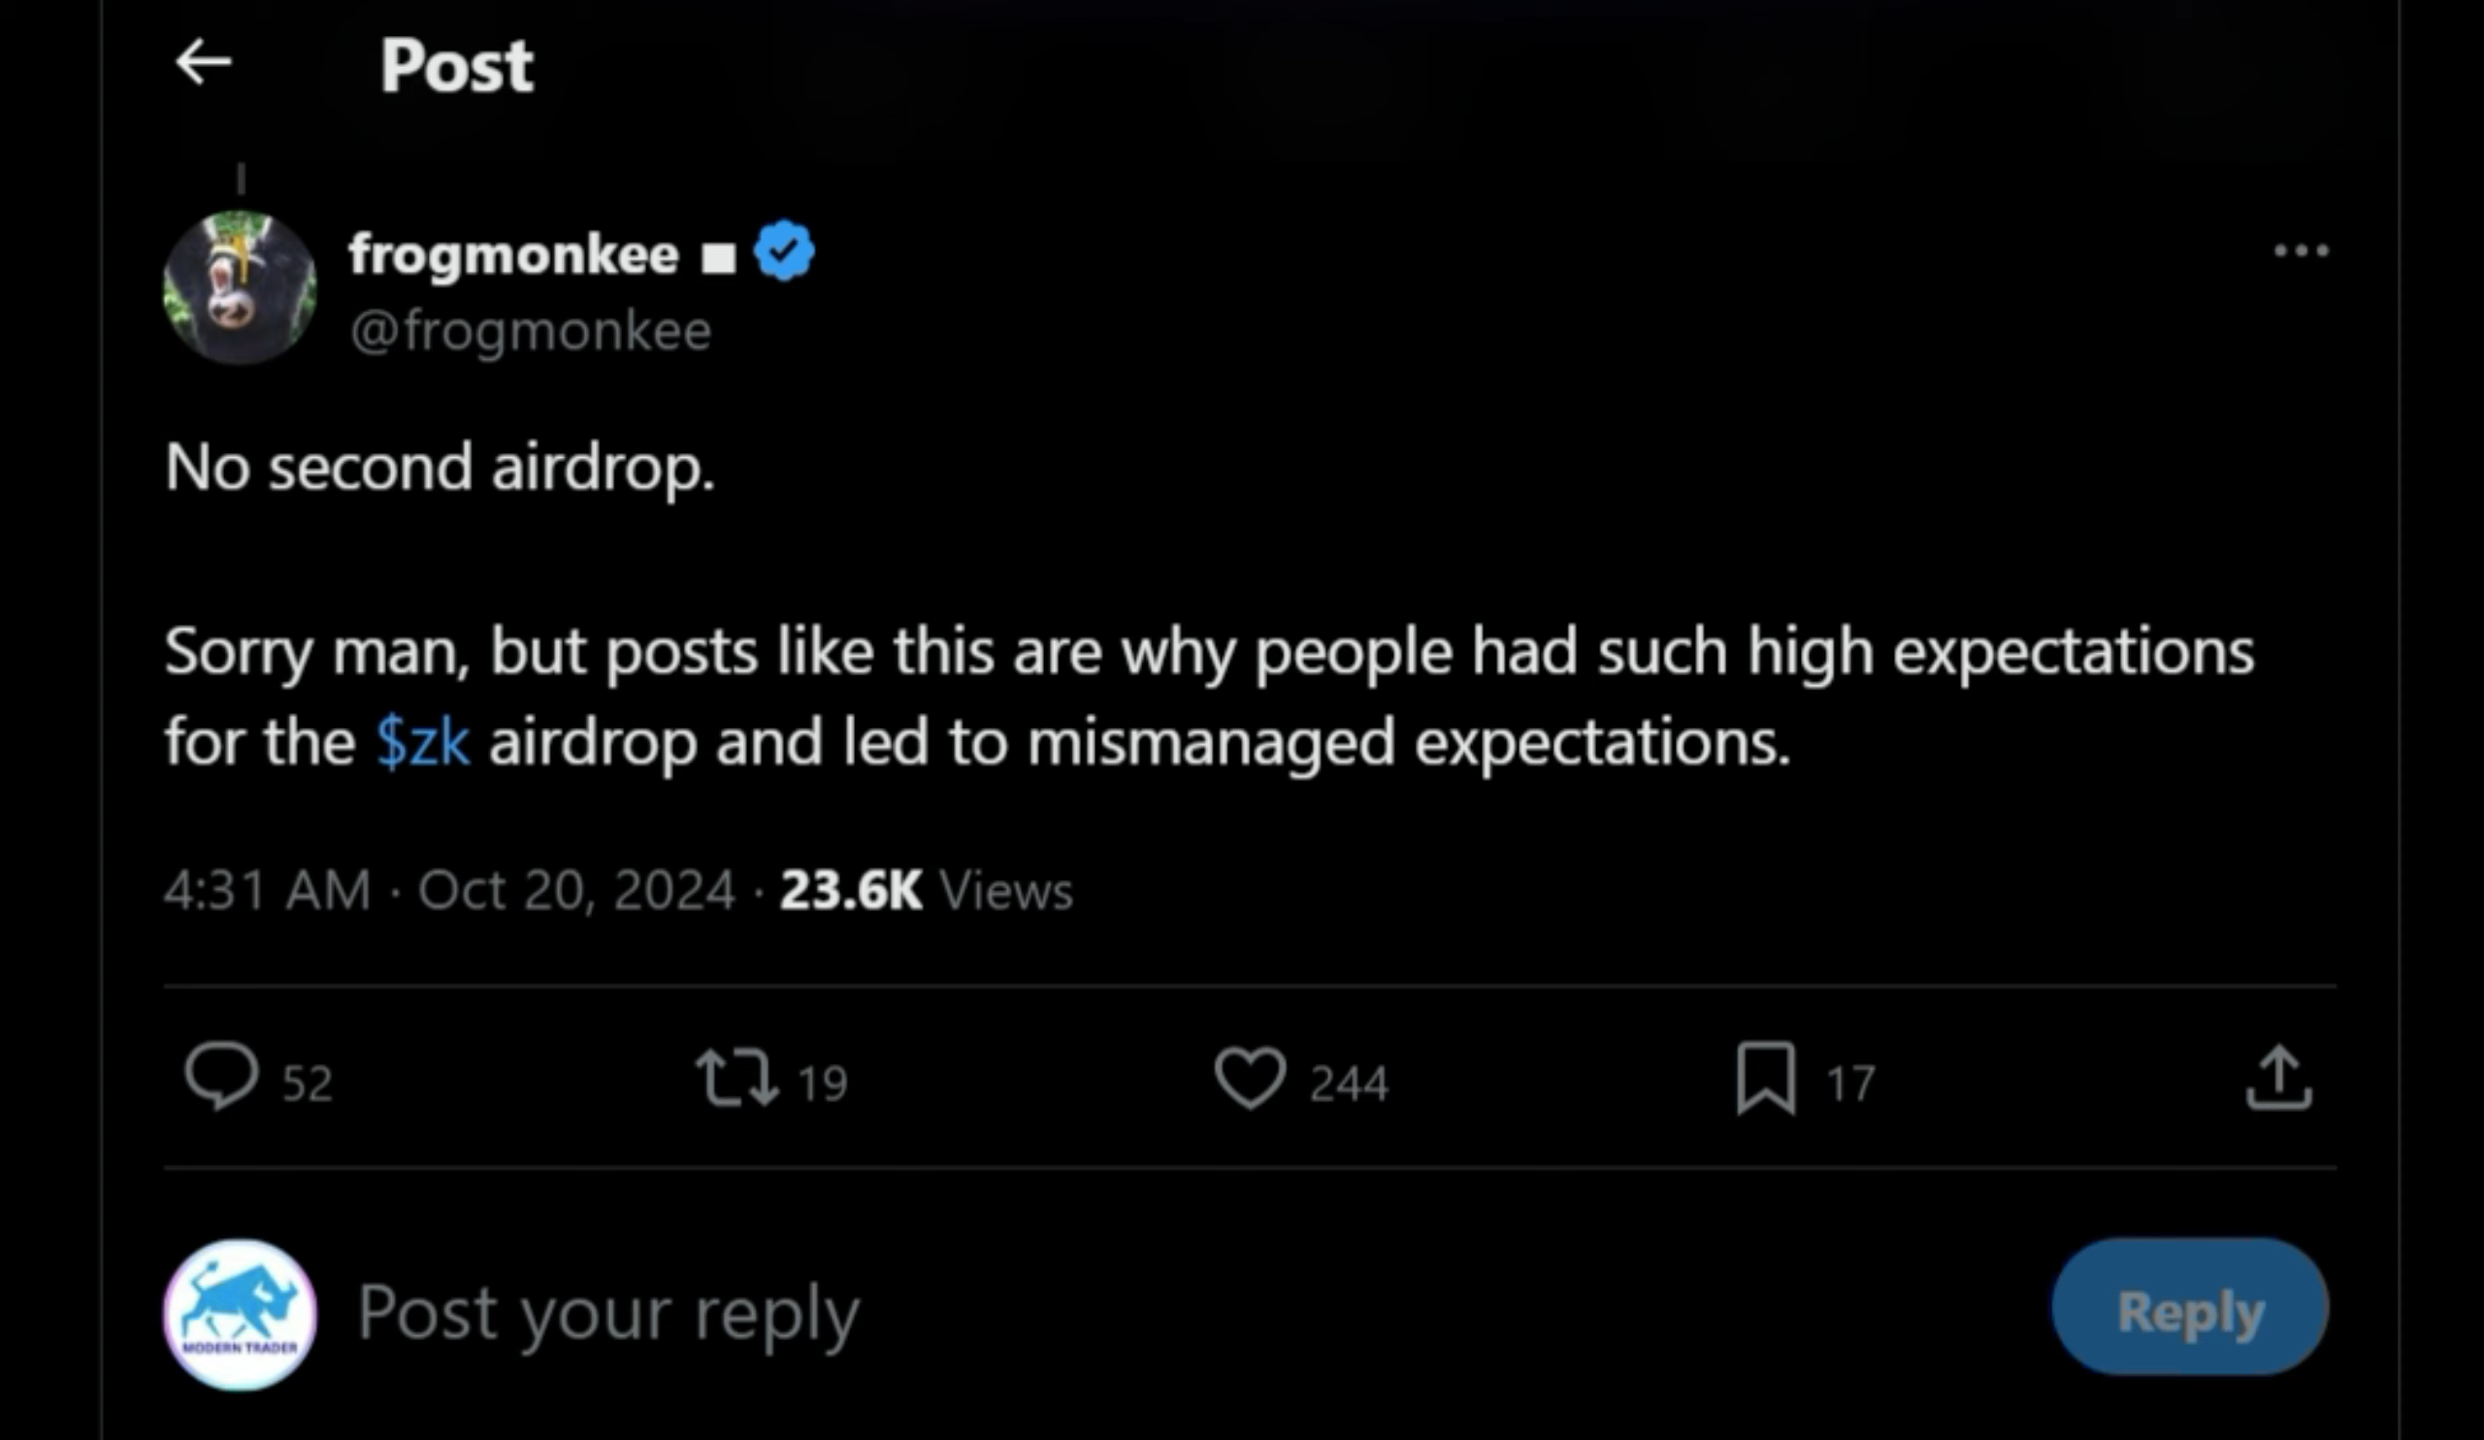 Post
frogmonkee
@frogmonkee
No second airdrop.
Sorry man, but posts like this are why people had such high expectations
for the $zk airdrop and led to mismanaged expectations.
4:31 AM · Oct 20, 2024 · 23.6K Views
52 19 244 17
MODERN TRADER
Post your reply
Reply